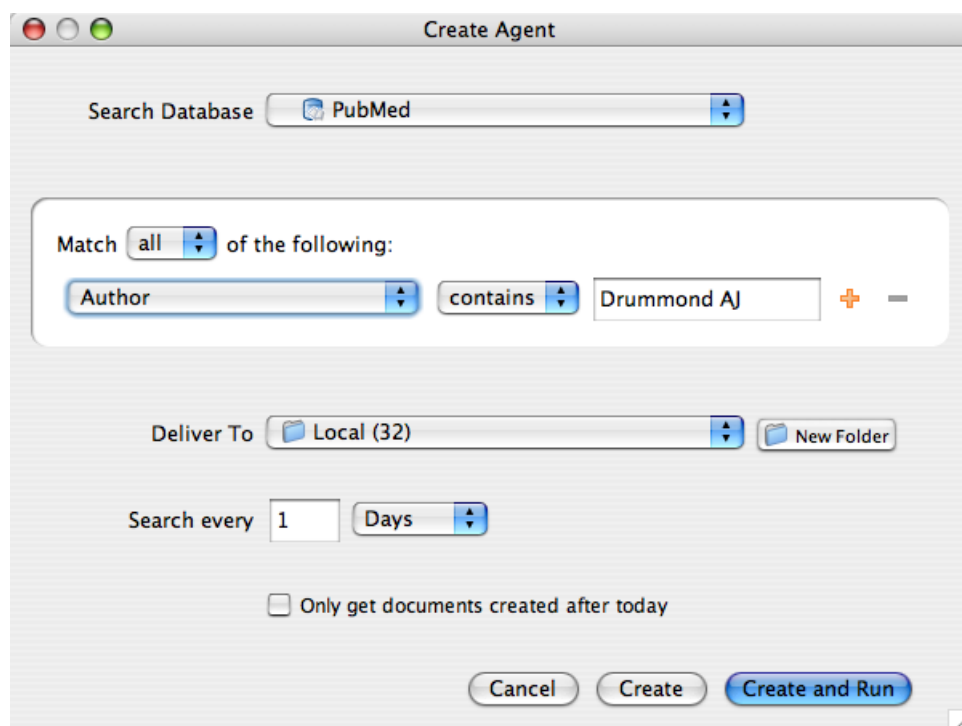 Create Agent
Search Database PubMed
Match all of the following:
Author contains Drummond AJ
Deliver To Local (32) New Folder
Search every 1 Days
Only get documents created after today
Cancel Create Create and Run